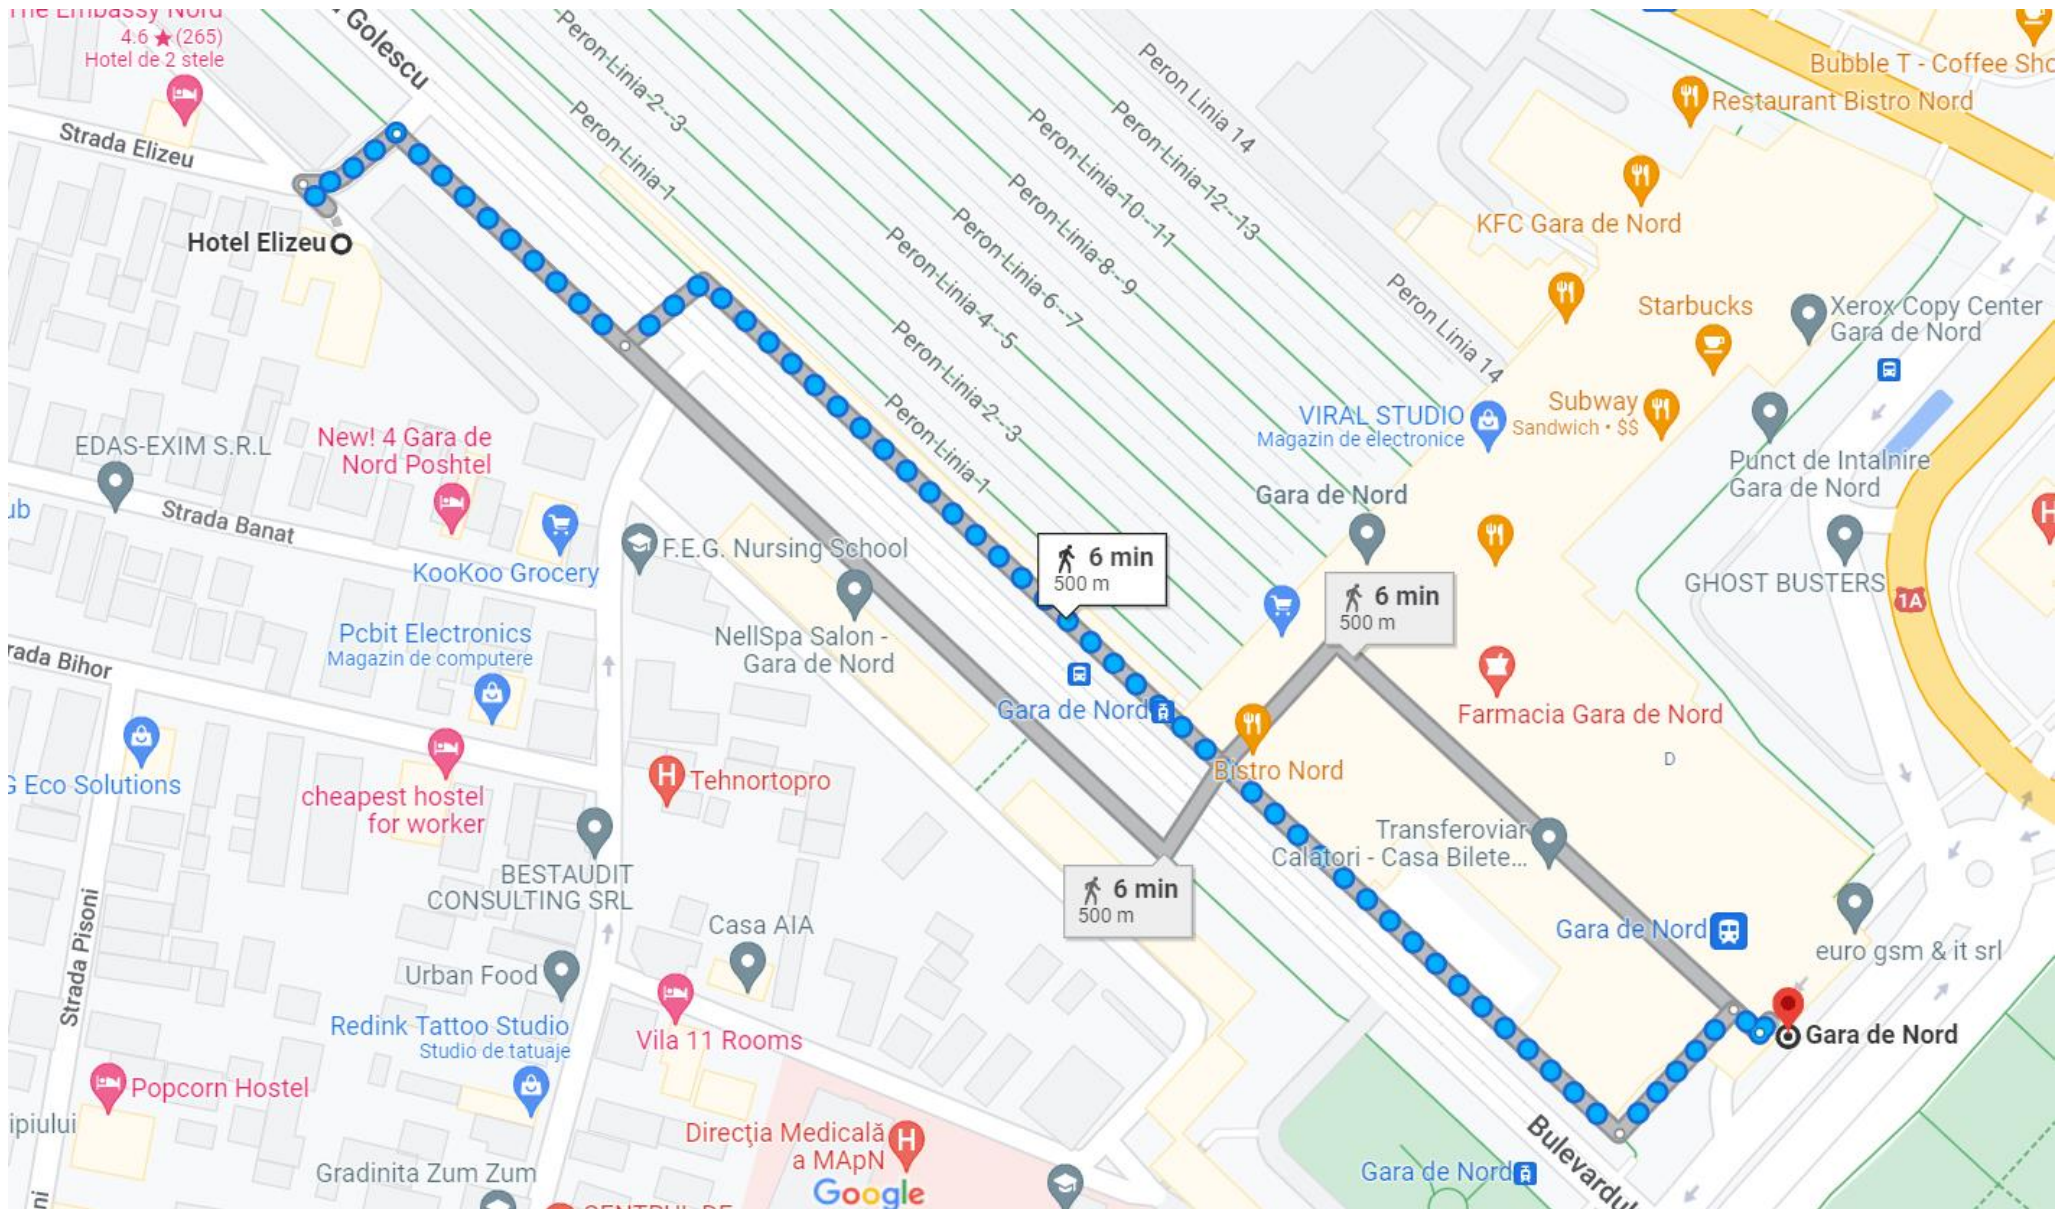 The Embassy Nord
4.6 ★ (265)
Hotel de 2 stele
Golescu
Strada Elizeu
Hotel Elizeu
Peron Linia 2--3
Peron-Linia-1
Peron Linia 14
Peron-Linia-12--13
Peron-Linia-10--11
Peron-Linia-8--9
Peron-Linia-6--7
Peron-Linia-4--5
Peron-Linia-2--3
Peron-Linia-1
Peron Linia 14
Bubble T - Coffee Sho
Restaurant Bistro Nord
KFC Gara de Nord
Starbucks
Xerox Copy Center
Gara de Nord
Subway
Sandwich • $$
VIRAL STUDIO
Magazin de electronice
Punct de Intalnire
Gara de Nord
Gara de Nord
GHOST BUSTERS
1A
H
EDAS-EXIM S.R.L
New! 4 Gara de
Nord Poshtel
ub
Strada Banat
KooKoo Grocery
F.E.G. Nursing School
6 min
500 m
6 min
500 m
NellSpa Salon -
Gara de Nord
Pcbit Electronics
Magazin de computere
rada Bihor
Gara de Nord
Farmacia Gara de Nord
D
Bistro Nord
G Eco Solutions
cheapest hostel
for worker
H
Tehnortopro
Transferoviar
Calatori - Casa Bilete...
6 min
500 m
BESTAUDIT
CONSULTING SRL
Casa AIA
Gara de Nord
euro gsm & it srl
Strada Pisoni
Urban Food
Redink Tattoo Studio
Studio de tatuaje
Vila 11 Rooms
Gara de Nord
Popcorn Hostel
ipiului
Direcţia Medicală
a MApN
H
Gradinita Zum Zum
Google
Gara de Nord
Bulevardul
ni
CENTRUL DE